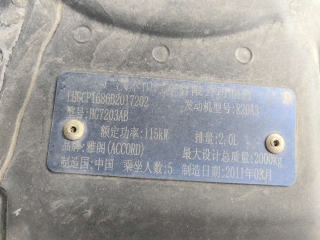 LHGCP1686B2017202 发动机型号:R20A3
型号:HG7203AB
额定功率:115kW 排量:2.0L
品牌:雅阁(ACCORD) 最大设计总质量:2000kg
制造国:中国 乘坐人数:5 制造日期:2011年08月